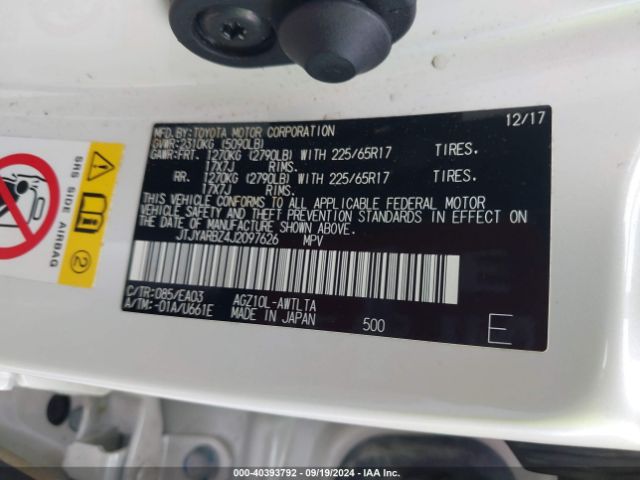 MFD.BY:TOYOTA MOTOR CORPORATION 12/17
GVWR:2310KG (5090LB)
GAWR:FRT. 1270KG (2790LB) WITH 225/65R17 TIRES.
17X7J RIMS.
RR. 1270KG (2790LB) WITH 225/65R17 TIRES.
17X7J RIMS.
THIS VEHICLE CONFORMS TO ALL APPLICABLE FEDERAL MOTOR
VEHICLE SAFETY AND THEFT PREVENTION STANDARDS IN EFFECT ON
THE DATE OF MANUFACTURE SHOWN ABOVE.
JTJYARBZ4J2097626 MPV
C/TR:085/EA03 AGZ10L-AWTLTA
A/TM:-01A/U661E MADE IN JAPAN 500 E
SRS SIDE AIRBAG
2
000-40393792 - 09/19/2024 - IAA Inc.